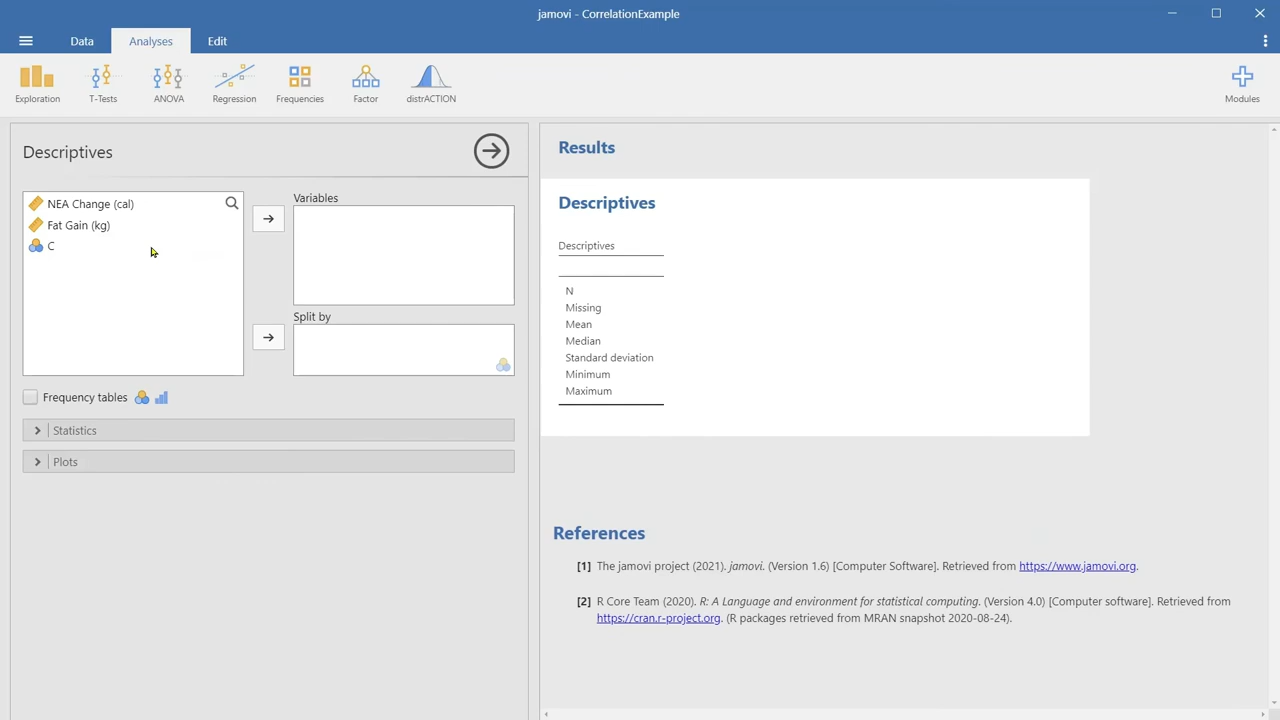 jamovi - CorrelationExample
Data
Analyses
Edit
Exploration
T-Tests
ANOVA
Regression
Frequencies
Factor
distrACTION
Modules
Descriptives
NEA Change (cal)
Fat Gain (kg)
C
Variables
Split by
Frequency tables
Statistics
Plots
Results
Descriptives
Descriptives
N
Missing
Mean
Median
Standard deviation
Minimum
Maximum
References
[1] The jamovi project (2021). jamovi. (Version 1.6) [Computer Software]. Retrieved from https://www.jamovi.org.
[2] R Core Team (2020). R: A Language and environment for statistical computing. (Version 4.0) [Computer software]. Retrieved from
https://cran.r-project.org. (R packages retrieved from MRAN snapshot 2020-08-24).